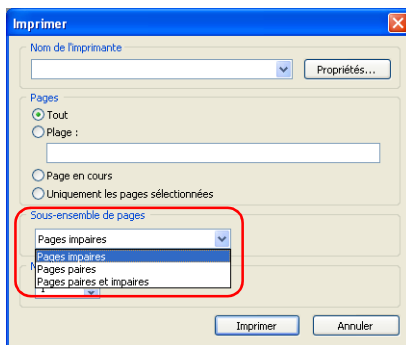 Imprimer
Nom de l'imprimante
Propriétés...
Pages
Tout
Plage :
Page en cours
Uniquement les pages sélectionnées
Sous-ensemble de pages
Pages impaires
Pages impaires
Pages paires
Pages paires et impaires
Imprimer
Annuler